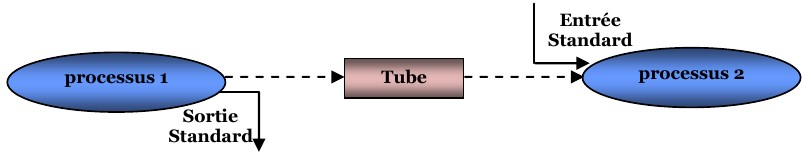 processus 1
Sortie
Standard
Tube
Entrée
Standard
processus 2